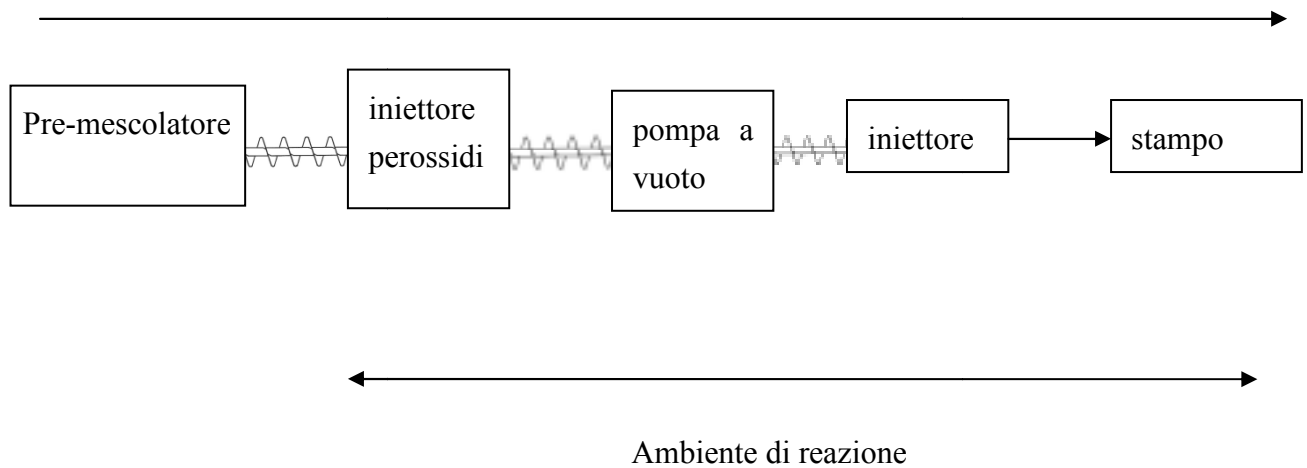 Pre-mescolatore
iniettore
perossidi
pompa a
vuoto
iniettore
stampo
Ambiente di reazione